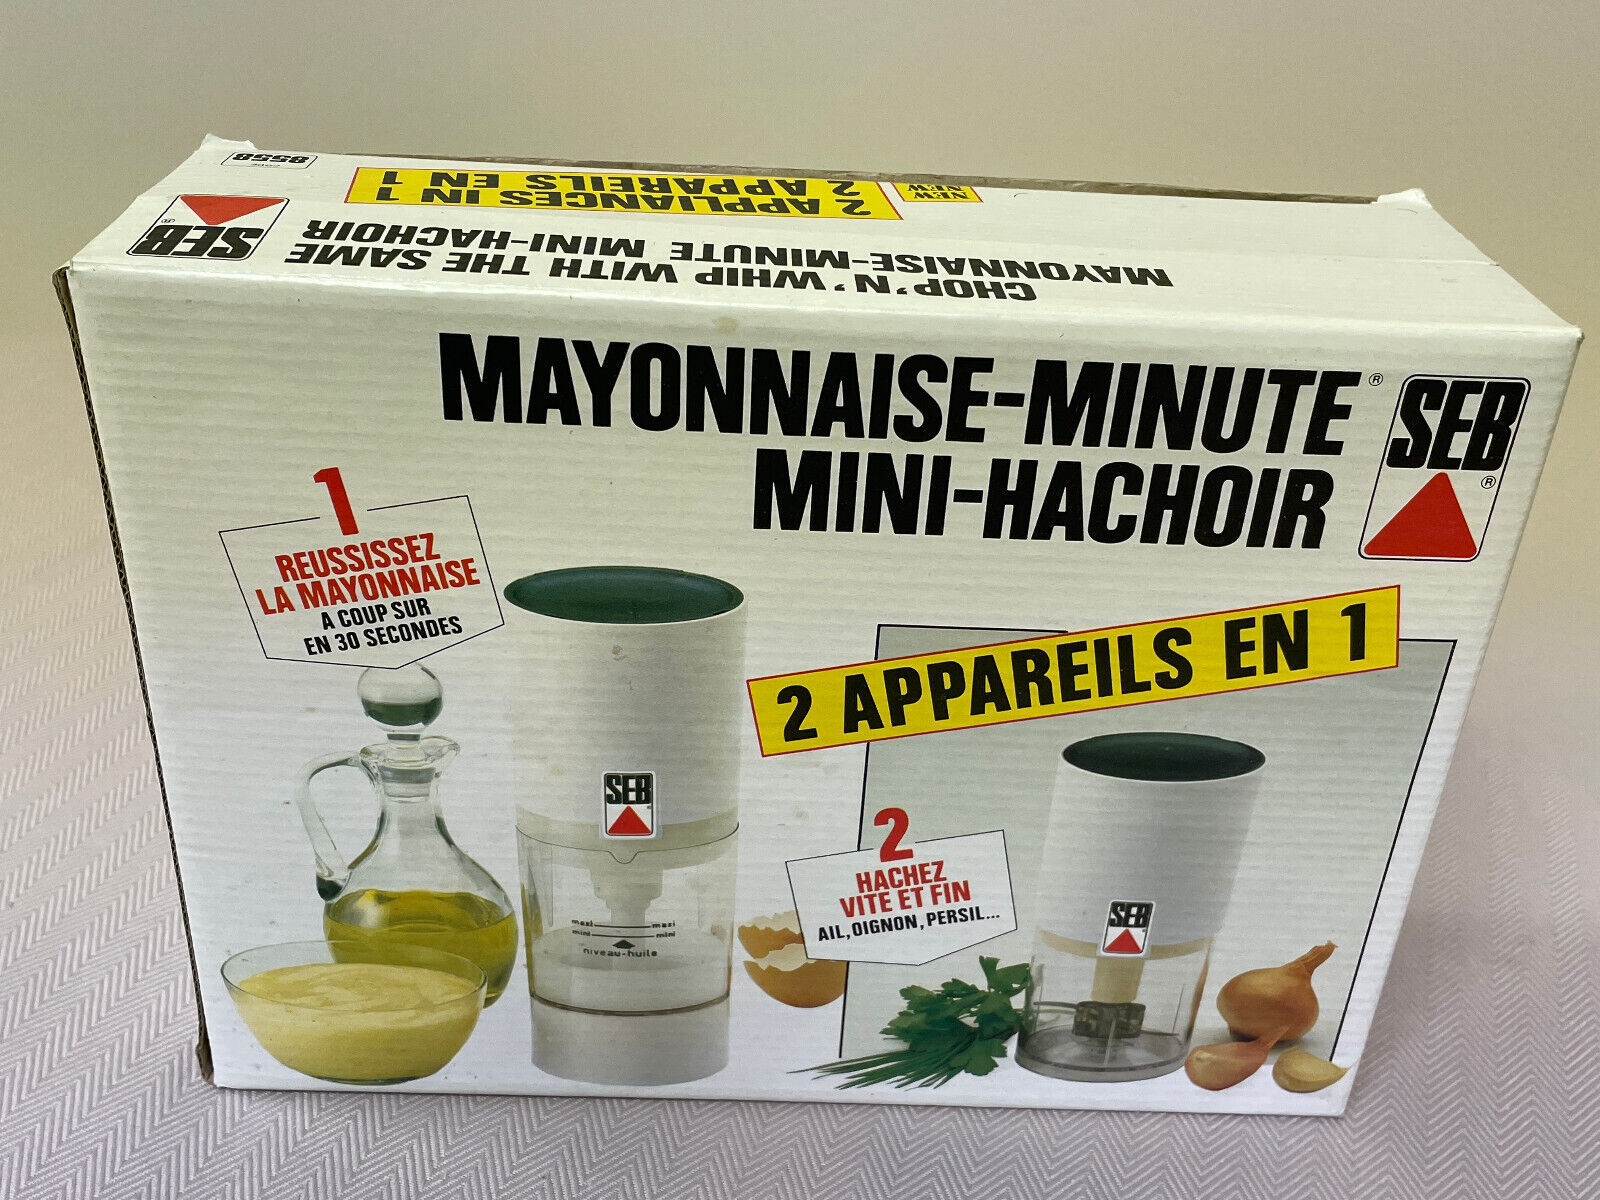 CODE
8558
NEW
NEW
2 APPLIANCES IN 1
2 APPAREILS EN 1
SEB
®
CHOP'N'WHIP WITH THE SAME
MAYONNAISE-MINUTE MINI-HACHOIR
MAYONNAISE-MINUTE®
MINI-HACHOIR
SEB
®
1
REUSSISSEZ
LA MAYONNAISE
A COUP SUR
EN 30 SECONDES
2 APPAREILS EN 1
SEB
maxi maxi
mini mini
niveau-huile
2
HACHEZ
VITE ET FIN
AIL, OIGNON, PERSIL...
SEB